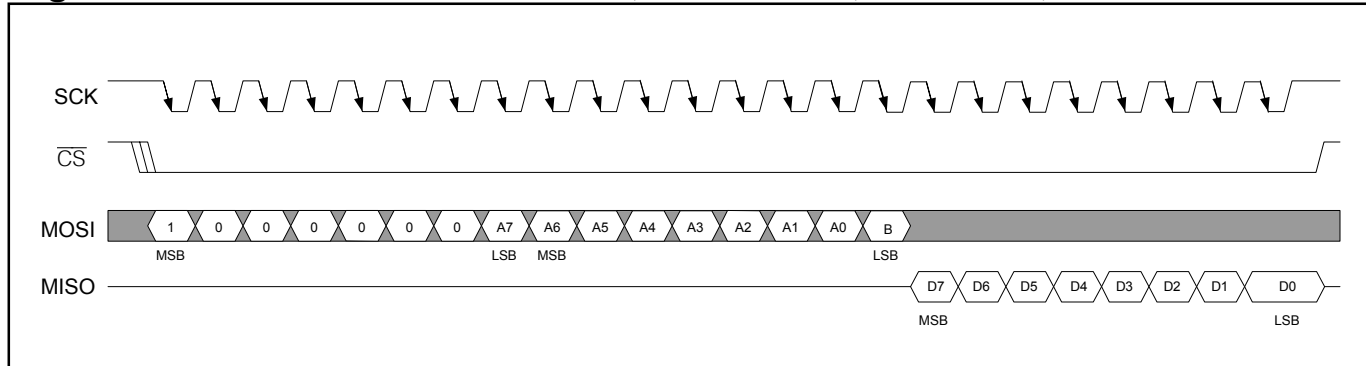 SCK
CS
MOSI 1 0 0 0 0 0 0 A7 A6 A5 A4 A3 A2 A1 A0 B
MSB LSB MSB LSB
MISO D7 D6 D5 D4 D3 D2 D1 D0
MSB LSB